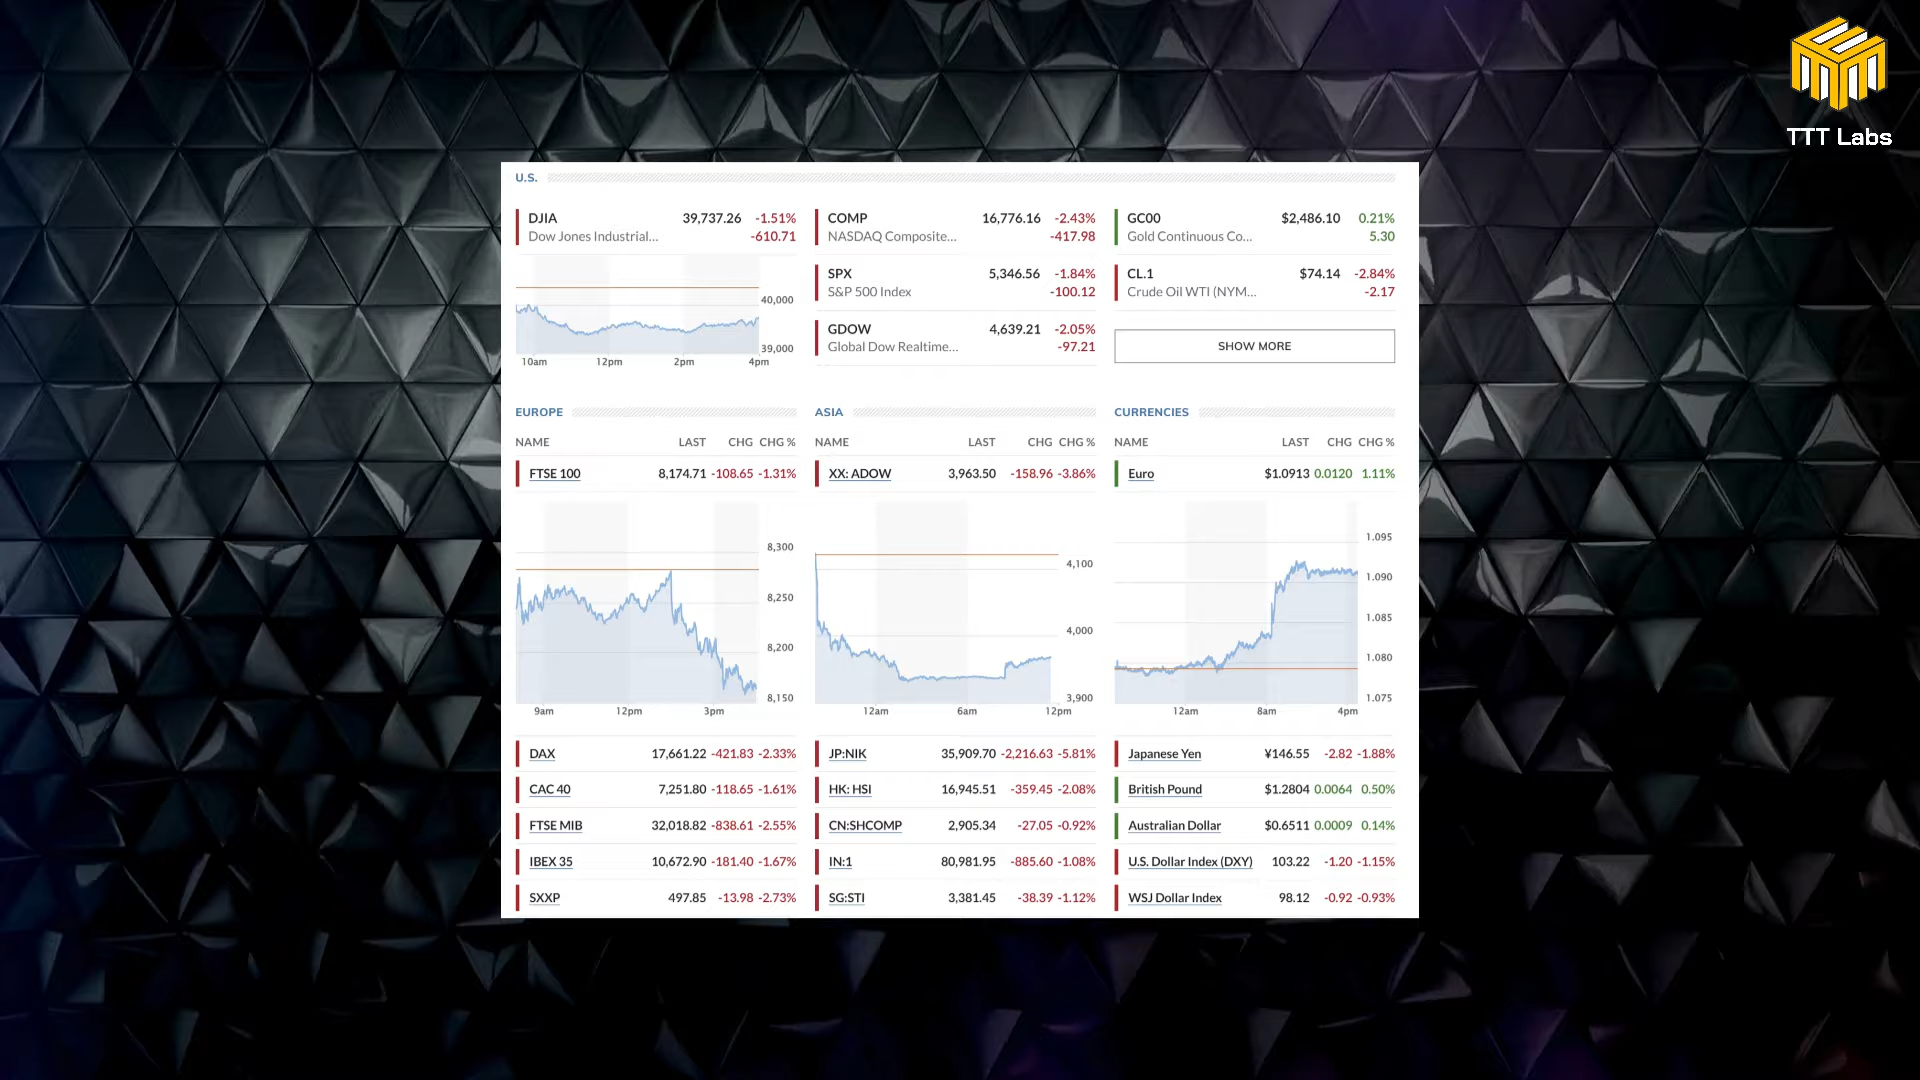 TTT Labs
U.S.
DJIA 39,737.26 -1.51%
Dow Jones Industrial... -610.71
40,000
39,000
10am 12pm 2pm 4pm
COMP 16,776.16 -2.43%
NASDAQ Composite... -417.98
SPX 5,346.56 -1.84%
S&P 500 Index -100.12
GDOW 4,639.21 -2.05%
Global Dow Realtime... -97.21
GC00 $2,486.10 0.21%
Gold Continuous Co... 5.30
CL.1 $74.14 -2.84%
Crude Oil WTI (NYM... -2.17
SHOW MORE
EUROPE
NAME LAST CHG CHG %
FTSE 100 8,174.71 -108.65 -1.31%
8,300
8,250
8,200
8,150
9am 12pm 3pm
DAX 17,661.22 -421.83 -2.33%
CAC 40 7,251.80 -118.65 -1.61%
FTSE MIB 32,018.82 -838.61 -2.55%
IBEX 35 10,672.90 -181.40 -1.67%
SXXP 497.85 -13.98 -2.73%
ASIA
NAME LAST CHG CHG %
XX: ADOW 3,963.50 -158.96 -3.86%
4,100
4,000
3,900
12am 6am 12pm
JP:NIK 35,909.70 -2,216.63 -5.81%
HK: HSI 16,945.51 -359.45 -2.08%
CN:SHCOMP 2,905.34 -27.05 -0.92%
IN:1 80,981.95 -885.60 -1.08%
SG:STI 3,381.45 -38.39 -1.12%
CURRENCIES
NAME LAST CHG CHG %
Euro $1.0913 0.0120 1.11%
1.095
1.090
1.085
1.080
1.075
12am 8am 4pm
Japanese Yen ¥146.55 -2.82 -1.88%
British Pound $1.2804 0.0064 0.50%
Australian Dollar $0.6511 0.0009 0.14%
U.S. Dollar Index (DXY) 103.22 -1.20 -1.15%
WSJ Dollar Index 98.12 -0.92 -0.93%